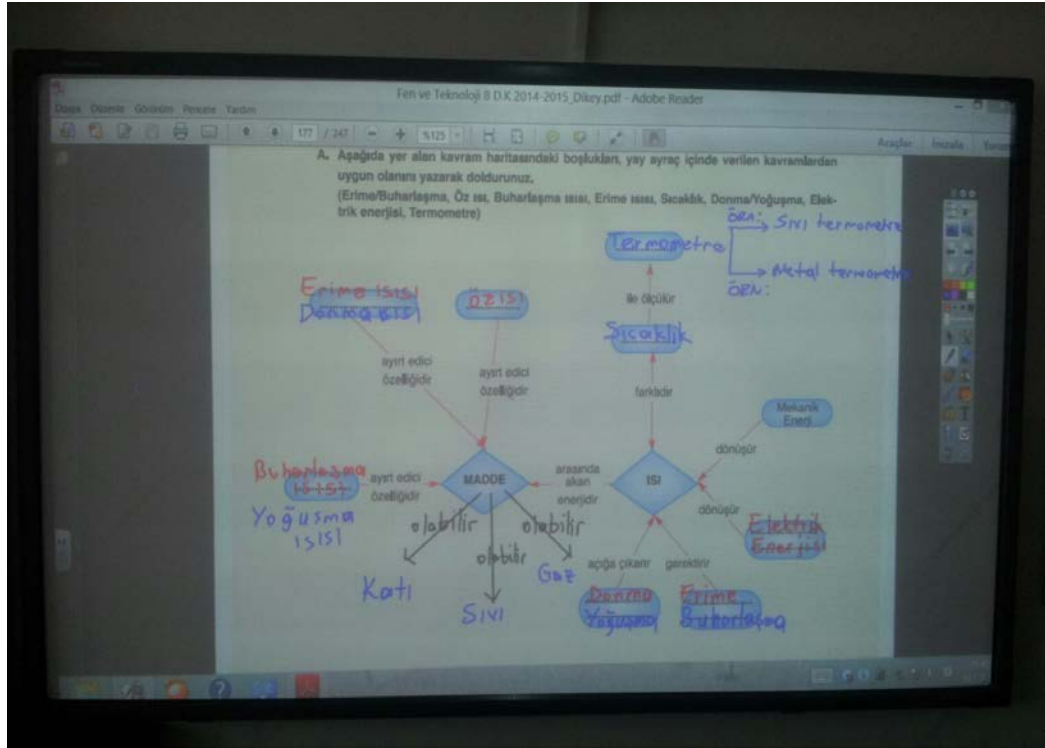 Fen ve Teknoloji 8 D.K 2014-2015_Dikey.pdf - Adobe Reader
Dosya Düzenle Görünüm Pencere Yardım
177 / 247 %125 Araçlar İmzala Yorum
A. Aşağıda yer alan kavram haritasındaki boşlukları, yay ayraç içinde verilen kavramlardan
uygun olanını yazarak doldurunuz.
(Erime/Buharlaşma, Öz ısı, Buharlaşma ısısı, Erime ısısı, Sıcaklık, Donma/Yoğuşma, Elek-
trik enerjisi, Termometre)
Termometre
ÖRN: Sıvı termometre
Metal termometre
ÖRN:
Erime ısısı
Donma ısısı
Öz ısı
ile ölçülür
Sıcaklık
ayırt edici
özelliğidir
ayırt edici
özelliğidir
farklıdır
Mekanik
Enerji
dönüşür
Buharlaşma
ısısı
Yoğuşma
ısısı
ayırt edici
özelliğidir
MADDE
arasında
akan
enerjidir
ISI
dönüşür
Elektrik
Enerjisi
olabilir
olabilir
olabilir
Katı
Sıvı
Gaz
açığa çıkarır
gerektirir
Donma
Yoğuşma
Erime
Buharlaşma